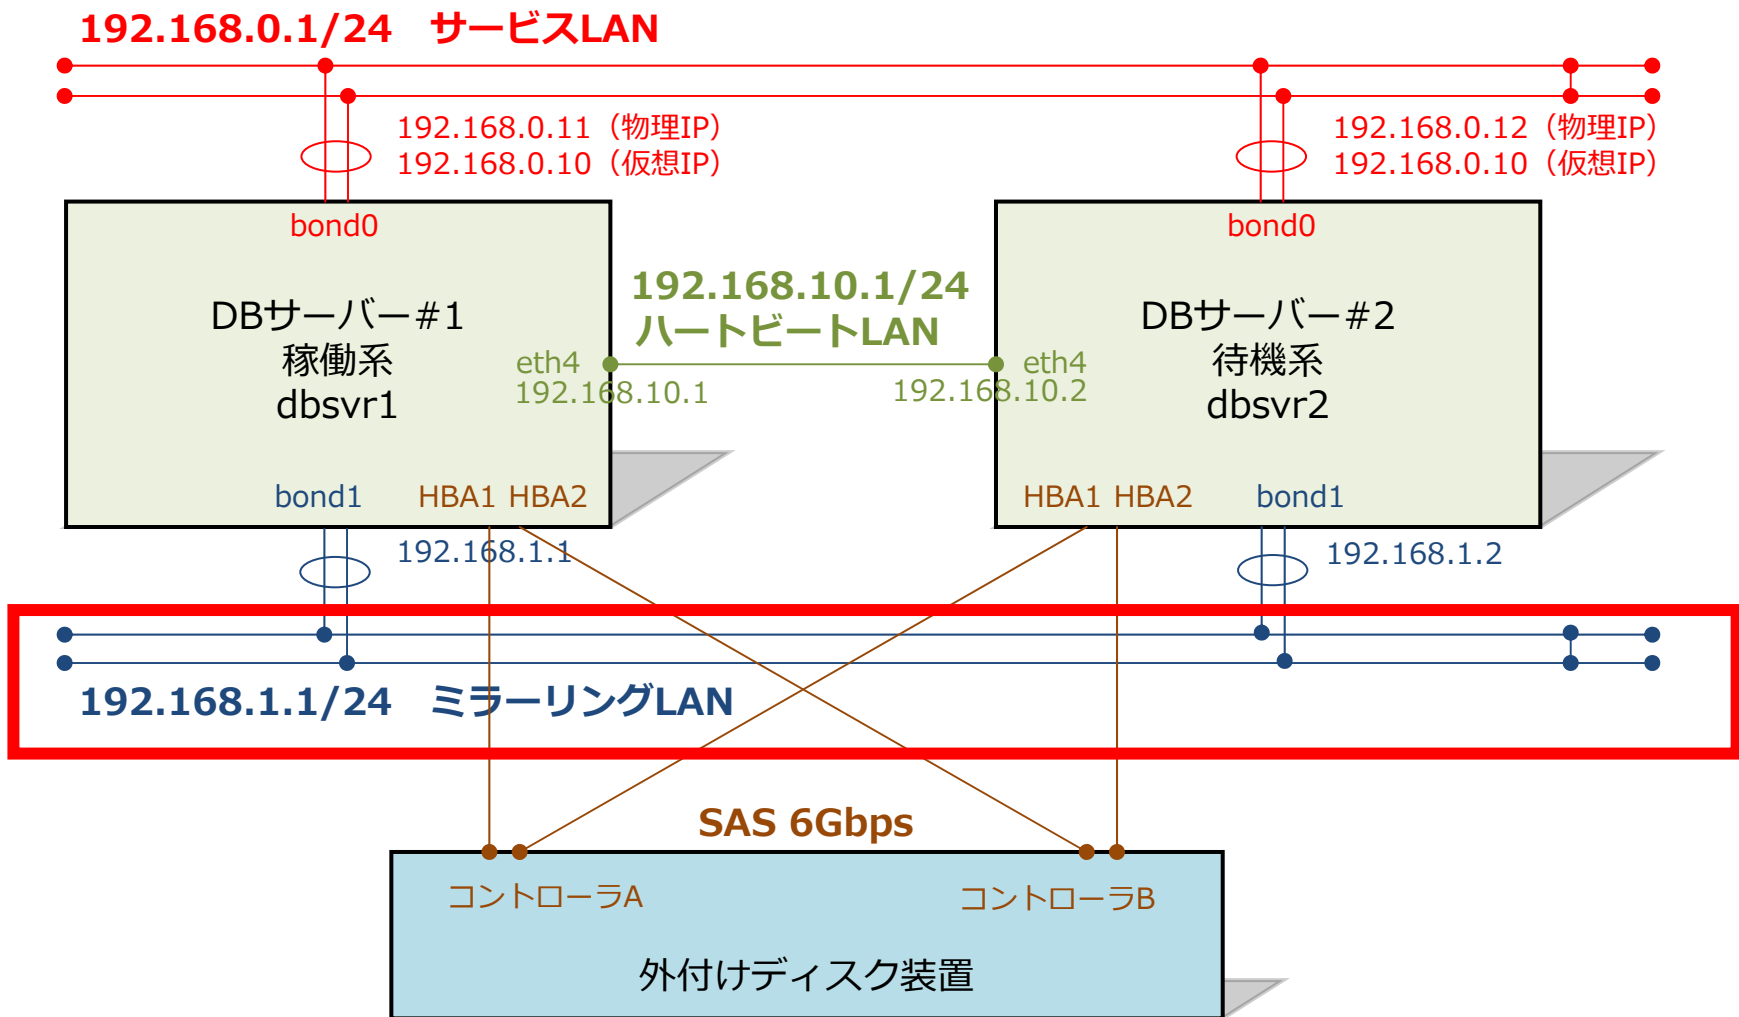 192.168.0.1/24　サービスLAN
192.168.0.11（物理IP）
192.168.0.10（仮想IP）
192.168.0.12（物理IP）
192.168.0.10（仮想IP）
bond0
bond0
DBサーバー#1
稼働系
dbsvr1
192.168.10.1/24
ハートビートLAN
DBサーバー#2
待機系
dbsvr2
eth4
192.168.10.1
eth4
192.168.10.2
bond1
HBA1
HBA2
HBA1
HBA2
bond1
192.168.1.1
192.168.1.2
192.168.1.1/24　ミラーリングLAN
SAS 6Gbps
コントローラA
コントローラB
外付けディスク装置